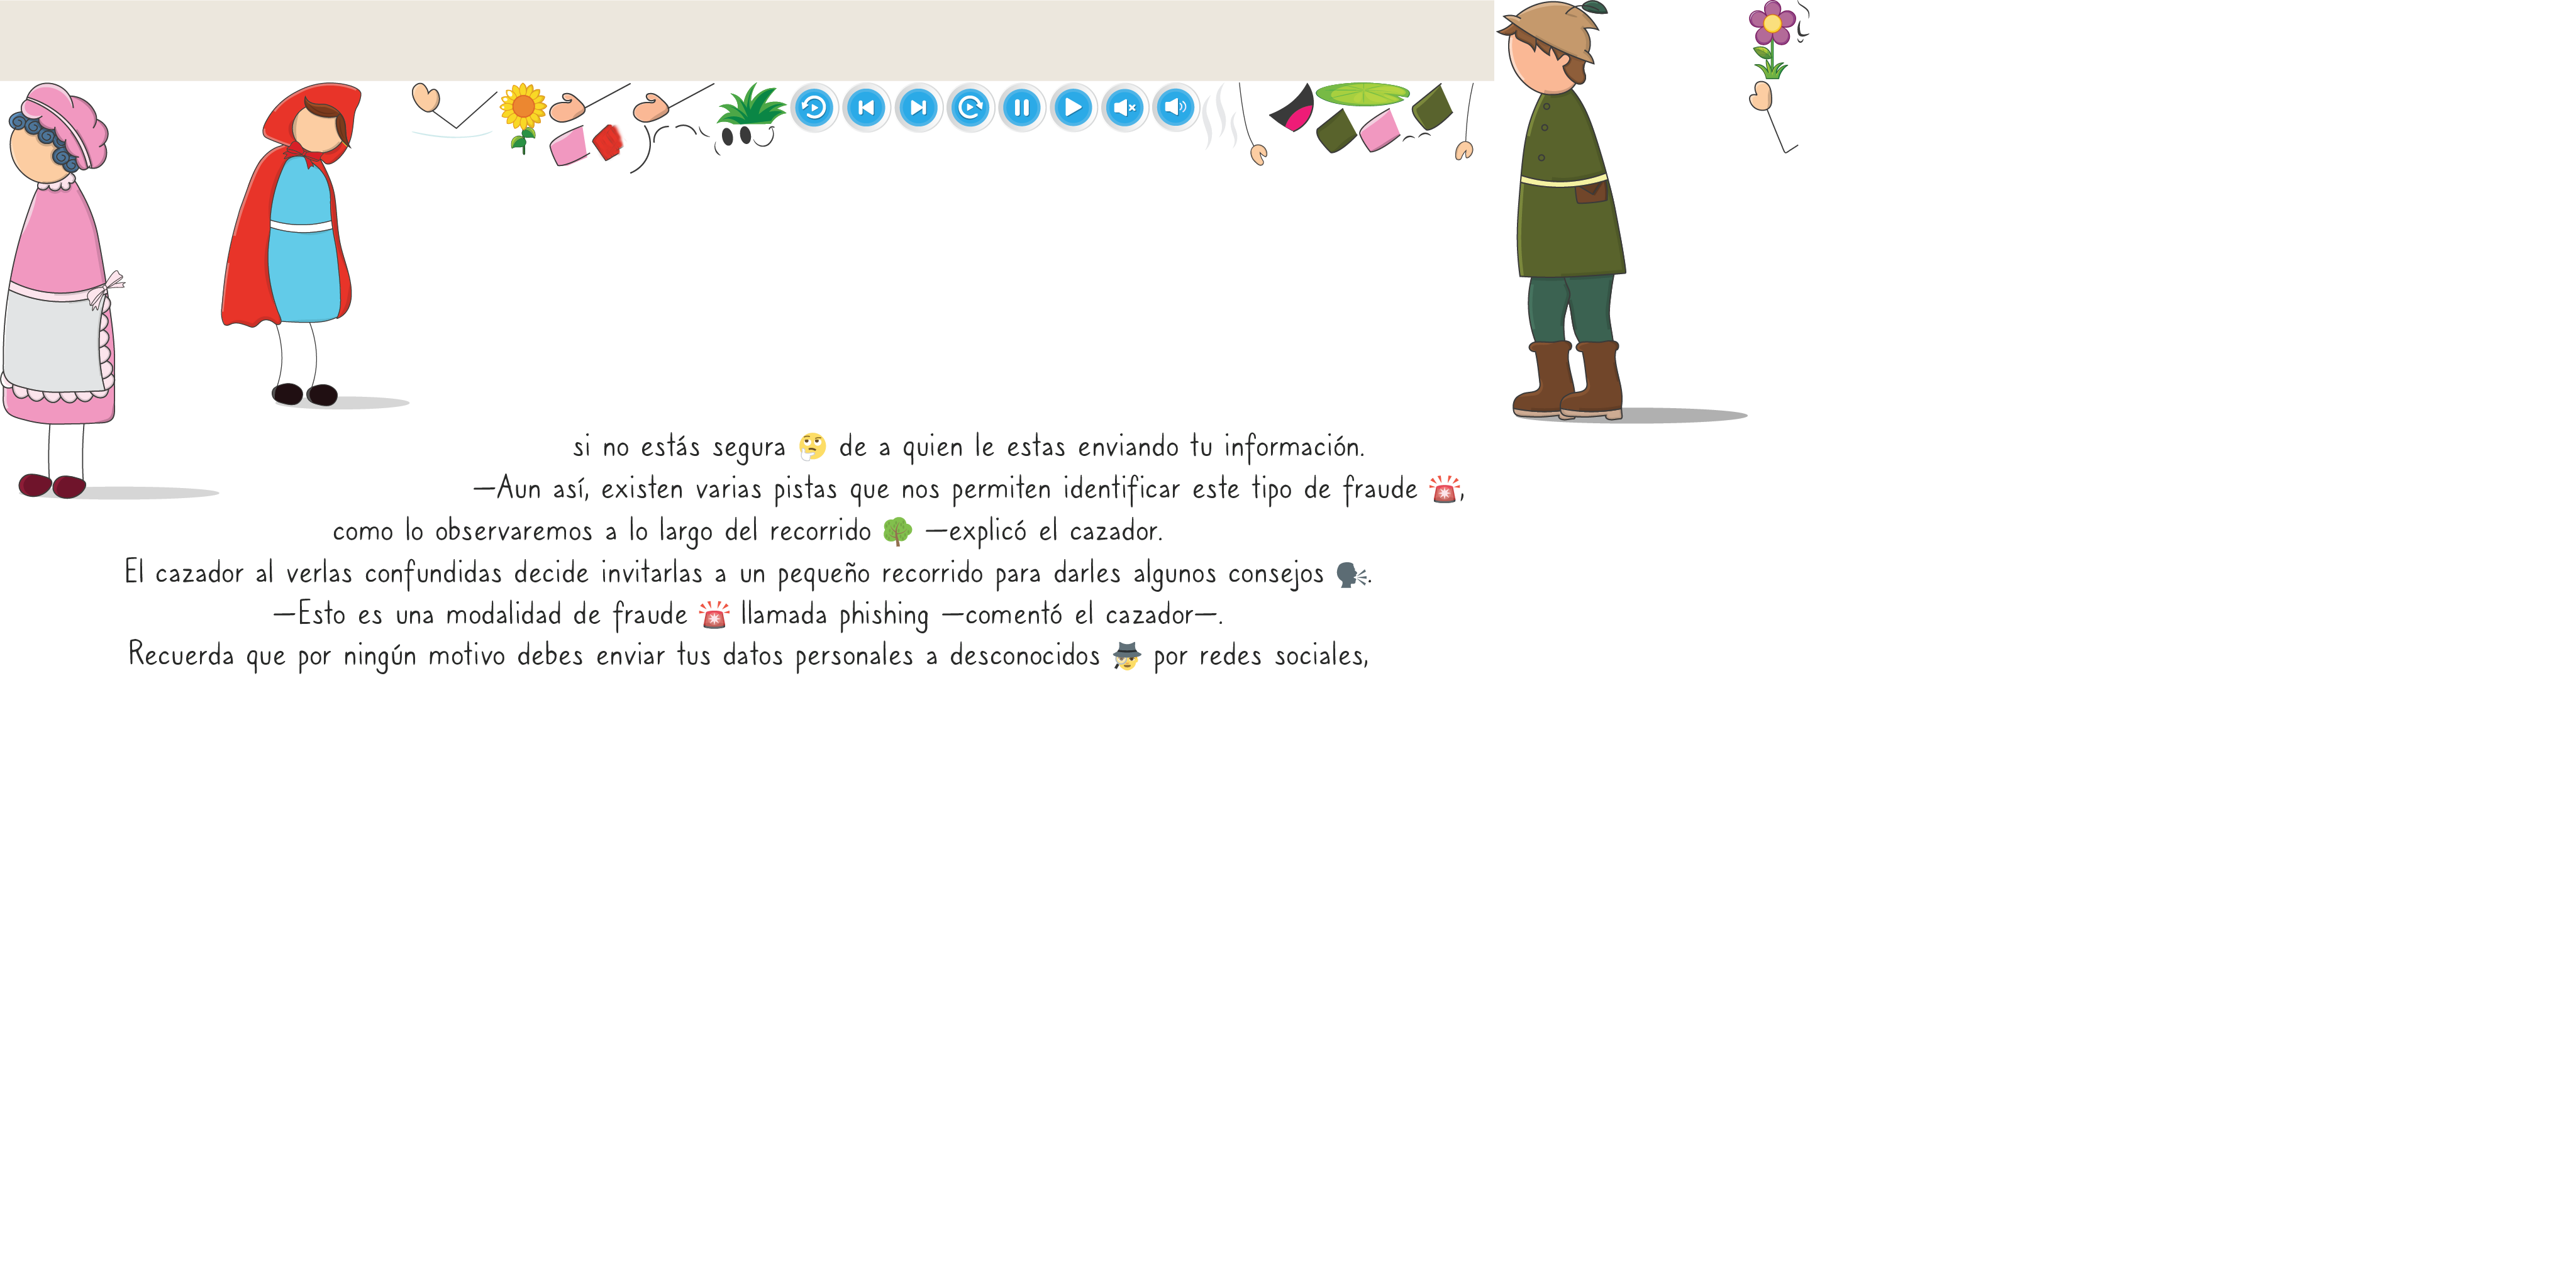 si no estás segura 🤔 de a quien le estas enviando tu información.
—Aun así, existen varias pistas que nos permiten identificar este tipo de fraude 🚨,
como lo observaremos a lo largo del recorrido 🌳 —explicó el cazador.
El cazador al verlas confundidas decide invitarlas a un pequeño recorrido para darles algunos consejos 🗣.
—Esto es una modalidad de fraude 🚨 llamada phishing —comentó el cazador—.
Recuerda que por ningún motivo debes enviar tus datos personales a desconocidos 🕵 por redes sociales,